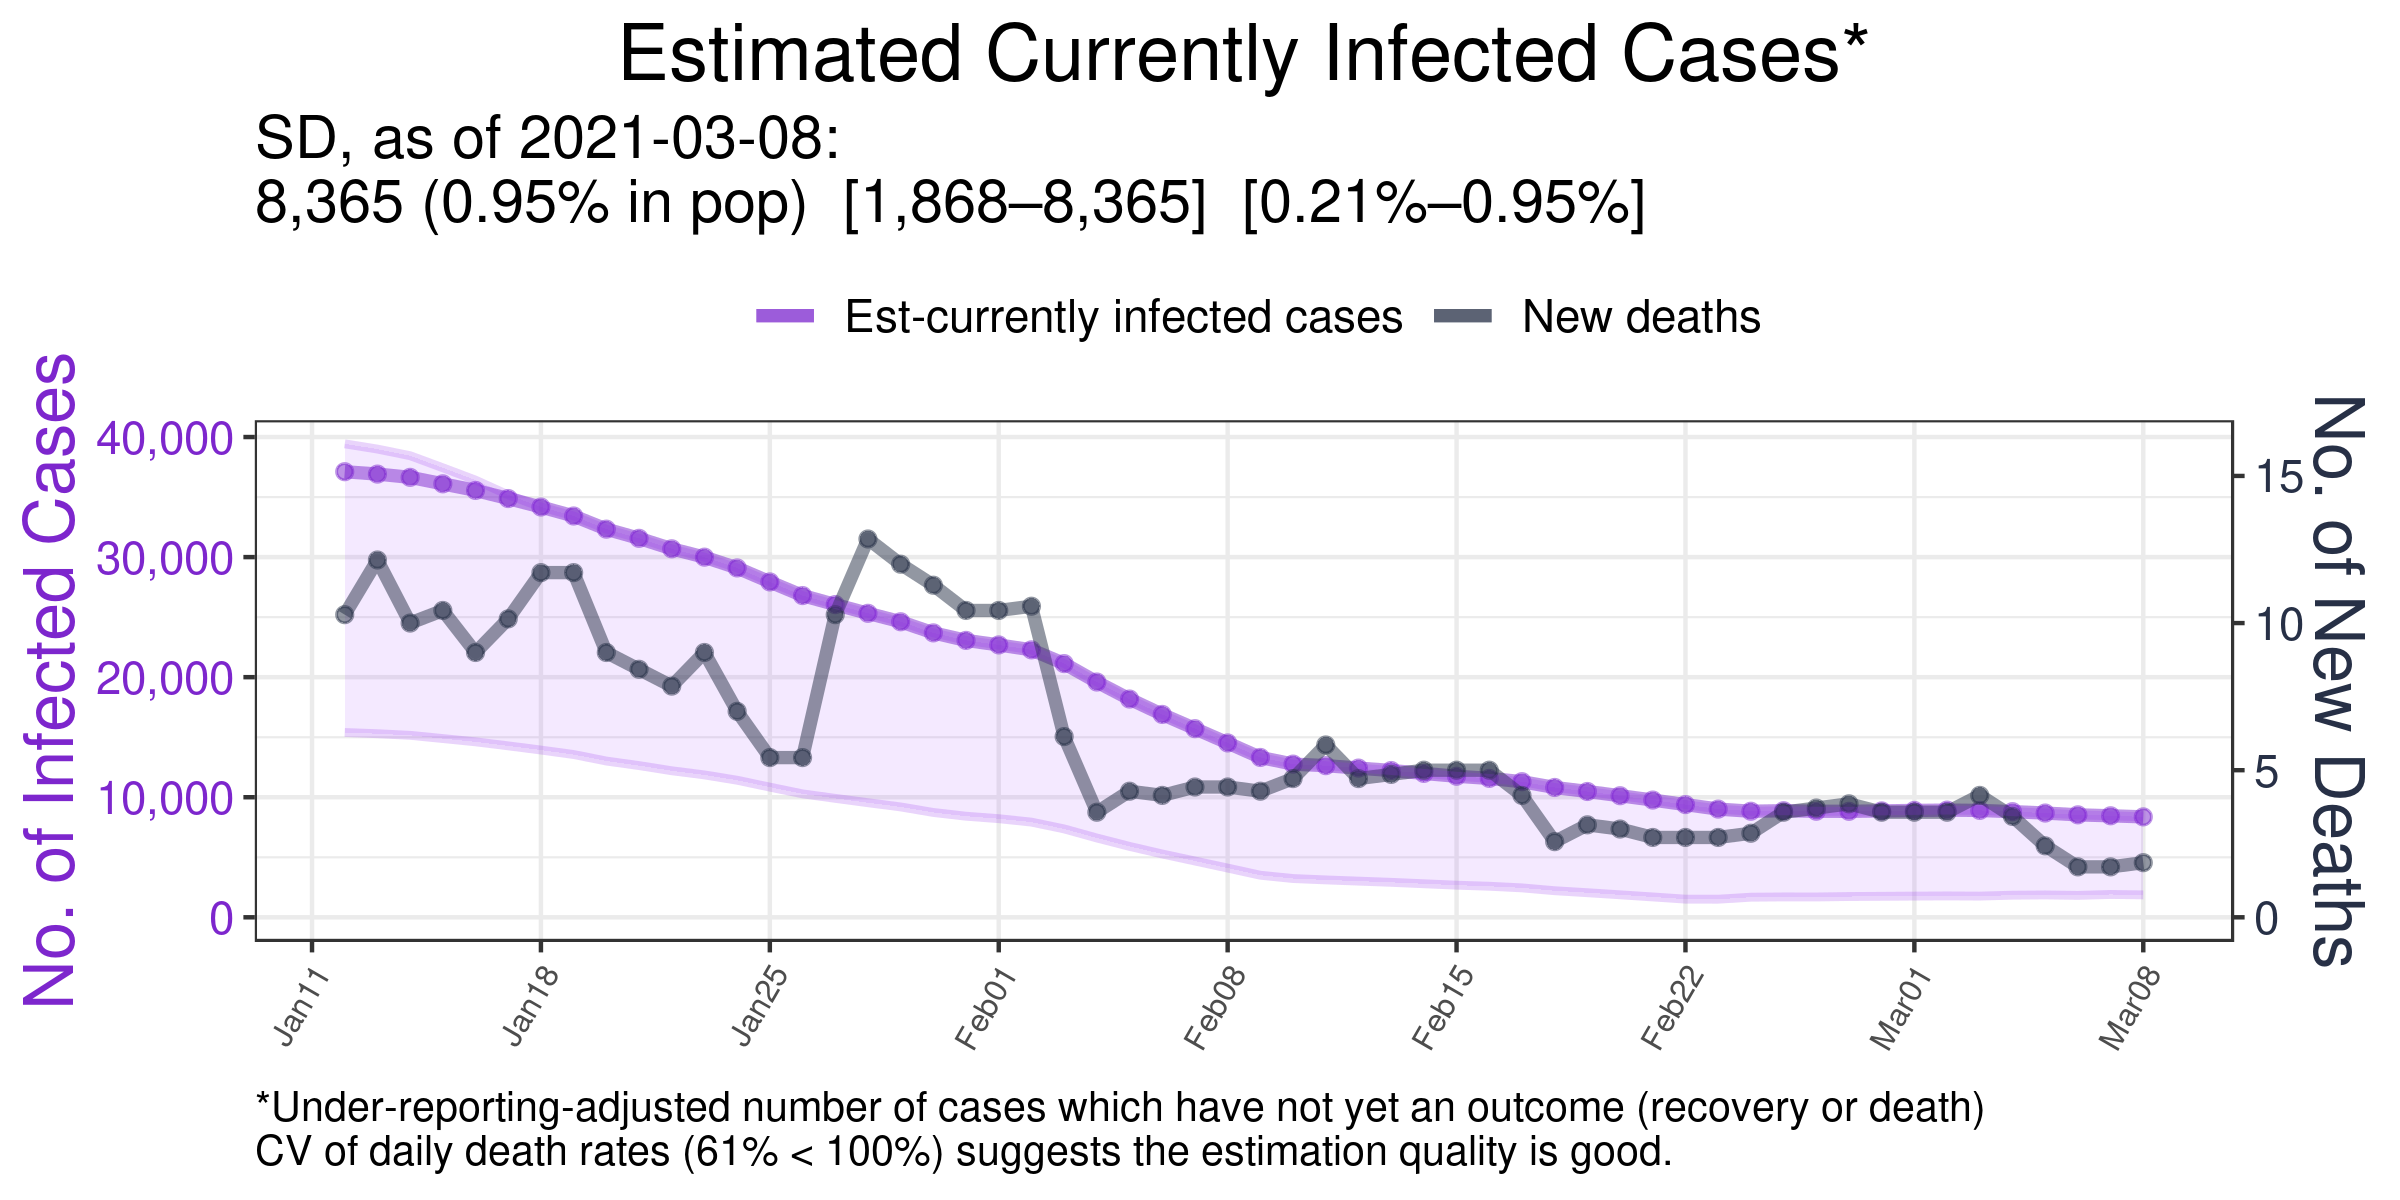 Estimated Currently Infected Cases*
SD, as of 2021-03-08:
8,365 (0.95% in pop)  [1,868–8,365]  [0.21%–0.95%]
Est-currently infected cases
New deaths
No. of Infected Cases
40,000
30,000
20,000
10,000
0
15
10
5
0
No. of New Deaths
Jan11
Jan18
Jan25
Feb01
Feb08
Feb15
Feb22
Mar01
Mar08
*Under-reporting-adjusted number of cases which have not yet an outcome (recovery or death)
CV of daily death rates (61% < 100%) suggests the estimation quality is good.